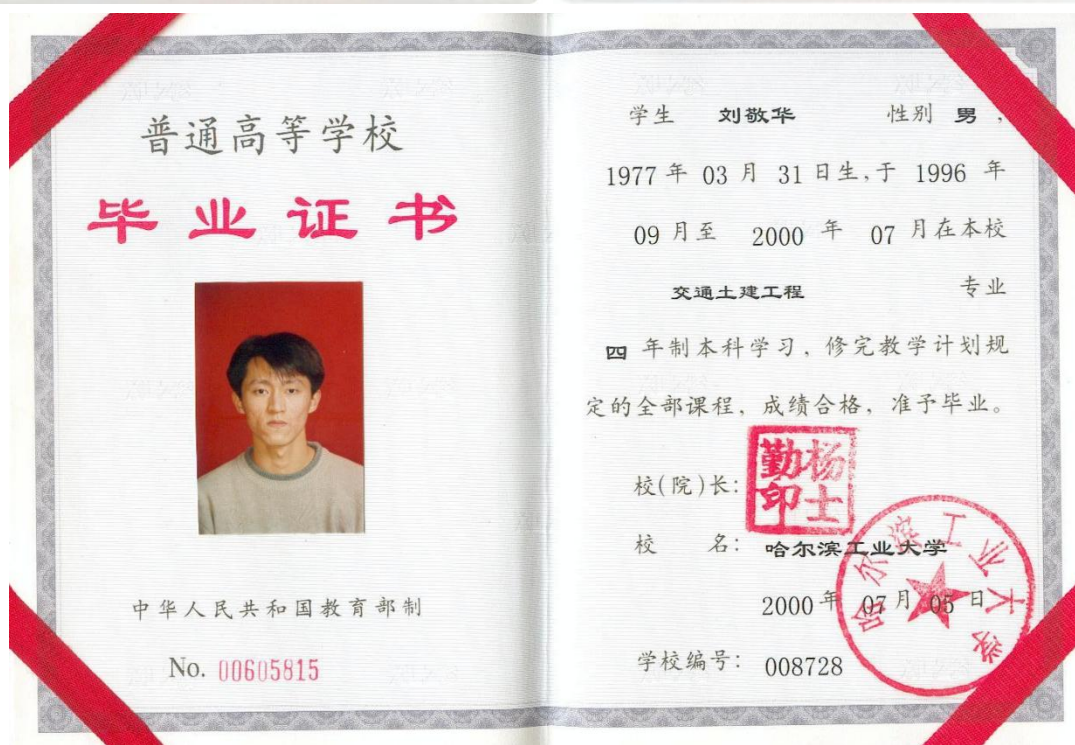 普通高等学校
毕业证书
中华人民共和国教育部制
No. 00605815
学生 刘敬华 性别 男，
1977 年 03 月 31 日生，于 1996 年
09 月至 2000 年 07 月在本校
交通土建工程 专业
四 年制本科学习，修完教学计划规
定的全部课程，成绩合格，准予毕业。
校(院)长：
杨士勤印
校 名： 哈尔滨工业大学
哈尔滨工业大学
2000 年 07 月 05 日
学校编号： 008728